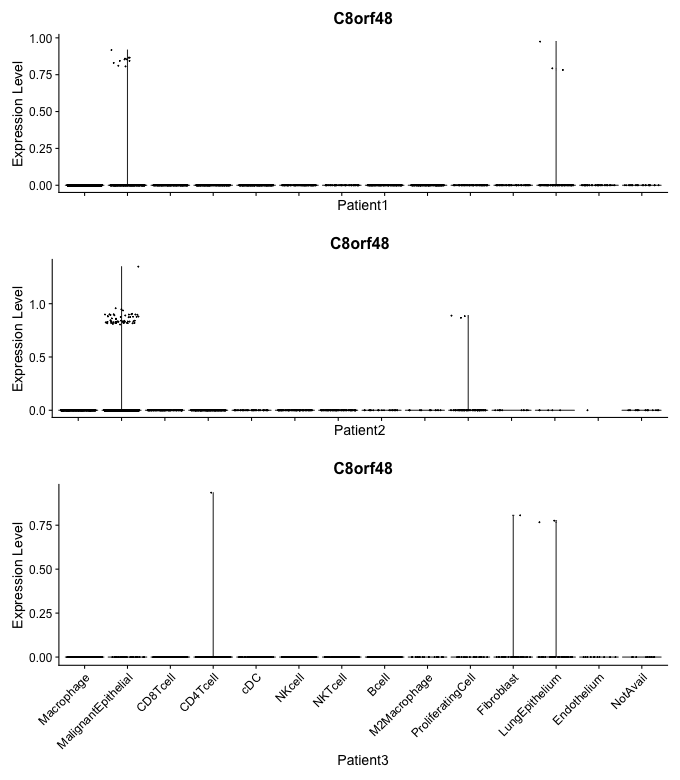 C8orf48
Expression Level
1.00
0.75
0.50
0.25
0.00
Patient1
C8orf48
Expression Level
1.0
0.5
0.0
Patient2
C8orf48
Expression Level
0.75
0.50
0.25
0.00
Macrophage
MalignantEpithelial
CD8Tcell
CD4Tcell
cDC
NKcell
NKTcell
Bcell
M2Macrophage
ProliferatingCell
Fibroblast
LungEpithelium
Endothelium
NotAvail
Patient3